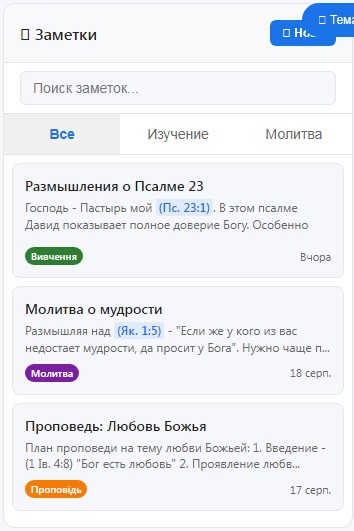 Заметки
Тема
Поиск заметок...
Все Изучение Молитва
Размышления о Псалме 23
Господь - Пастырь мой (Пс. 23:1). В этом псалме
Давид показывает полное доверие Богу. Особенно
Вивчення Вчора
Молитва о мудрости
Размышляя над (Як. 1:5) - "Если же у кого из вас
недостает мудрости, да просит у Бога". Нужно чаще п...
Молитва 18 серп.
Проповедь: Любовь Божья
План проповеди на тему любви Божьей: 1. Введение -
(1 Ів. 4:8) "Бог есть любовь" 2. Проявление любв...
Проповідь 17 серп.